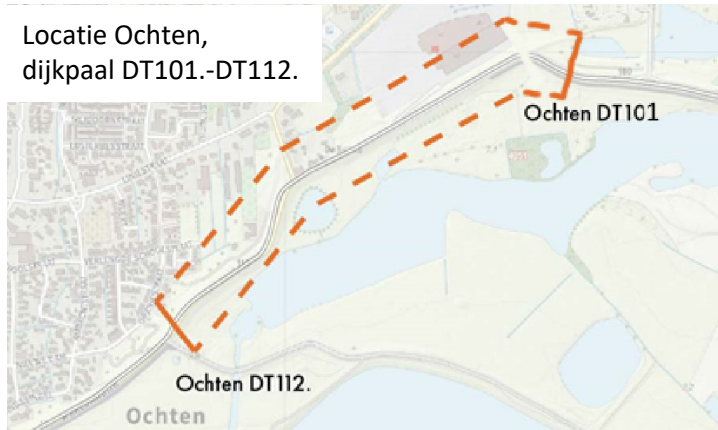 Locatie Ochten,
dijkpaal DT101.-DT112.
Ochten DT101
Ochten DT112.
Ochten